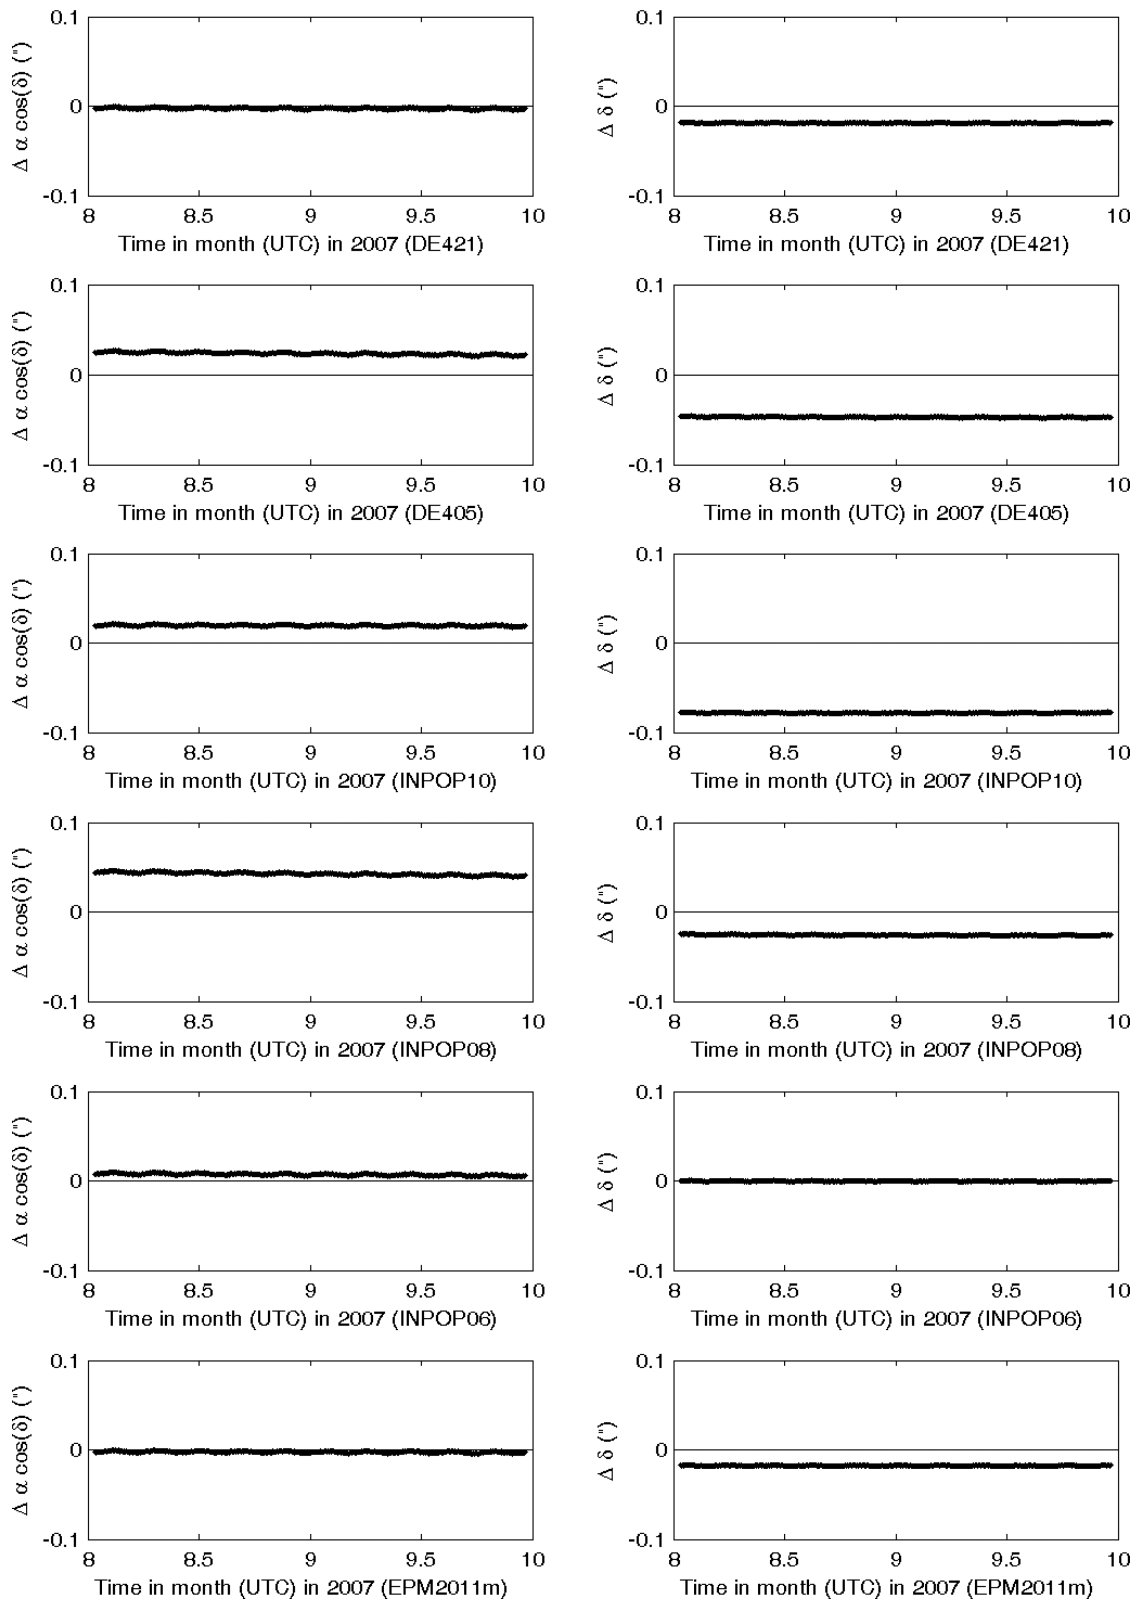 0.1
0
-0.1
Δ α cos(δ) (")
8 8.5 9 9.5 10
Time in month (UTC) in 2007 (DE421)
0.1
0
-0.1
Δ δ (")
8 8.5 9 9.5 10
Time in month (UTC) in 2007 (DE421)
0.1
0
-0.1
Δ α cos(δ) (")
8 8.5 9 9.5 10
Time in month (UTC) in 2007 (DE405)
0.1
0
-0.1
Δ δ (")
8 8.5 9 9.5 10
Time in month (UTC) in 2007 (DE405)
0.1
0
-0.1
Δ α cos(δ) (")
8 8.5 9 9.5 10
Time in month (UTC) in 2007 (INPOP10)
0.1
0
-0.1
Δ δ (")
8 8.5 9 9.5 10
Time in month (UTC) in 2007 (INPOP10)
0.1
0
-0.1
Δ α cos(δ) (")
8 8.5 9 9.5 10
Time in month (UTC) in 2007 (INPOP08)
0.1
0
-0.1
Δ δ (")
8 8.5 9 9.5 10
Time in month (UTC) in 2007 (INPOP08)
0.1
0
-0.1
Δ α cos(δ) (")
8 8.5 9 9.5 10
Time in month (UTC) in 2007 (INPOP06)
0.1
0
-0.1
Δ δ (")
8 8.5 9 9.5 10
Time in month (UTC) in 2007 (INPOP06)
0.1
0
-0.1
Δ α cos(δ) (")
8 8.5 9 9.5 10
Time in month (UTC) in 2007 (EPM2011m)
0.1
0
-0.1
Δ δ (")
8 8.5 9 9.5 10
Time in month (UTC) in 2007 (EPM2011m)